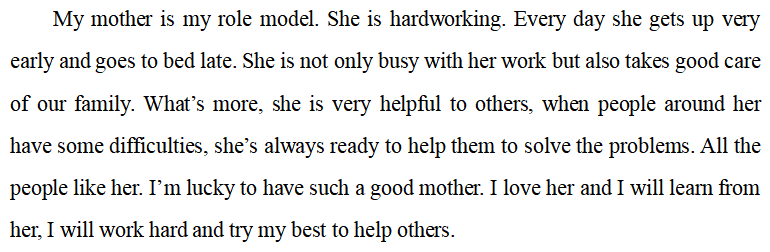 My mother is my role model. She is hardworking. Every day she gets up very
early and goes to bed late. She is not only busy with her work but also takes good care
of our family. What’s more, she is very helpful to others, when people around her
have some difficulties, she’s always ready to help them to solve the problems. All the
people like her. I’m lucky to have such a good mother. I love her and I will learn from
her, I will work hard and try my best to help others.